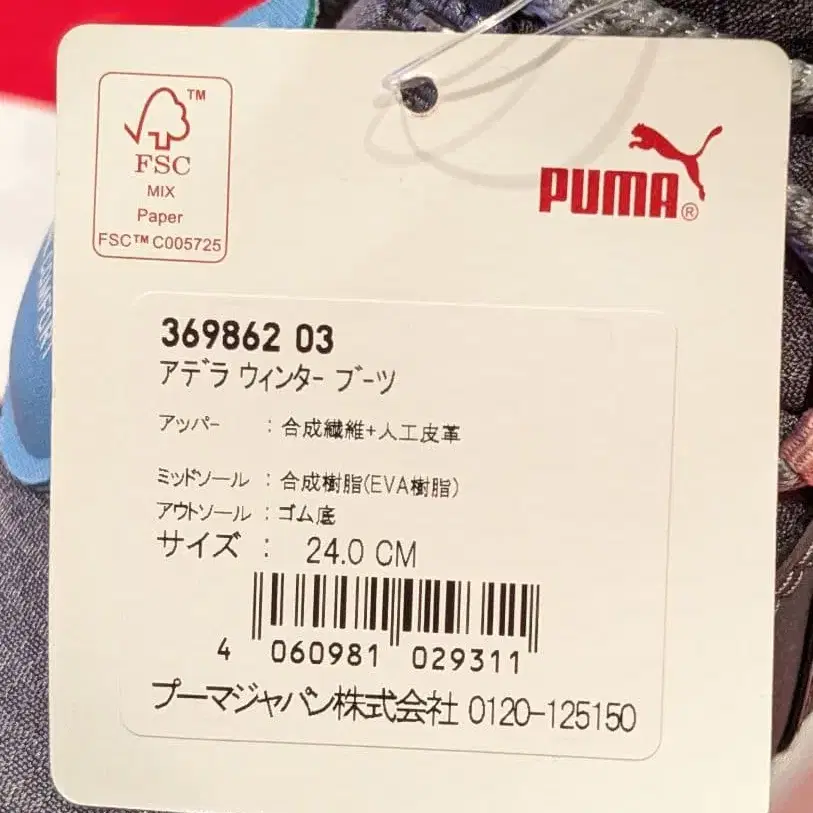 ™
FSC
MIX
Paper
FSC™ C005725
PUMA®
369862 03
アデラ ウィンター ブーツ
アッパー : 合成繊維+人工皮革
ミッドソール : 合成樹脂(EVA樹脂)
アウトソール : ゴム底
サイズ : 24.0 CM
4 060981 029311
プーマジャパン株式会社 0120-125150